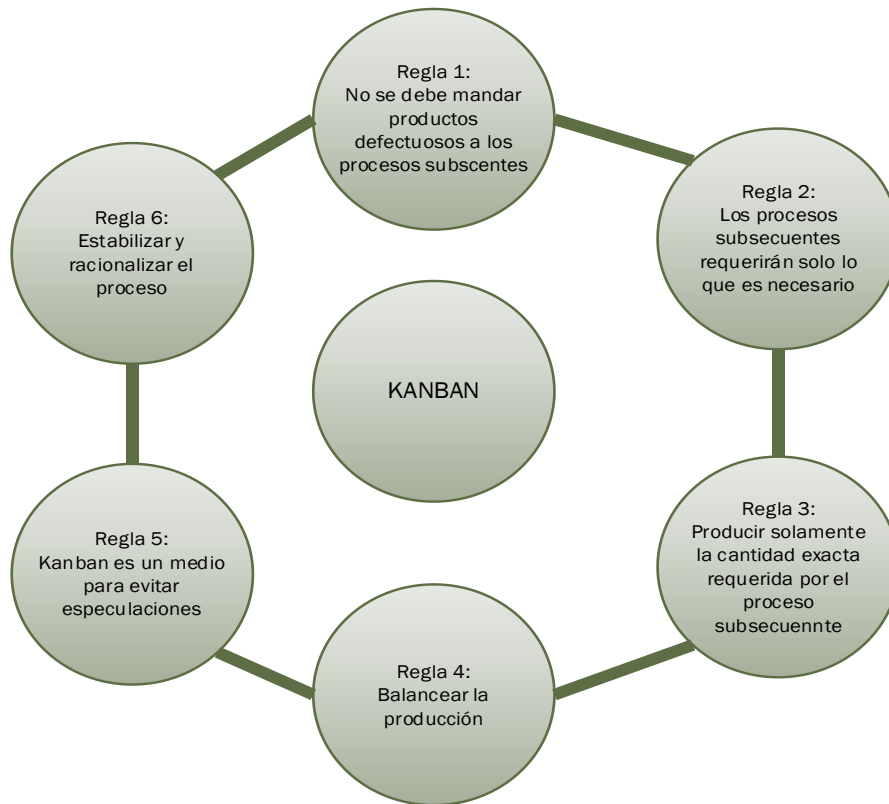 Regla 1:
No se debe mandar
productos
defectuosos a los
procesos subscentes
Regla 2:
Los procesos
subsecuentes
requerirán solo lo
que es necesario
Regla 3:
Producir solamente
la cantidad exacta
requerida por el
proceso
subsecuennte
Regla 4:
Balancear la
producción
Regla 5:
Kanban es un medio
para evitar
especulaciones
Regla 6:
Estabilizar y
racionalizar el
proceso
KANBAN